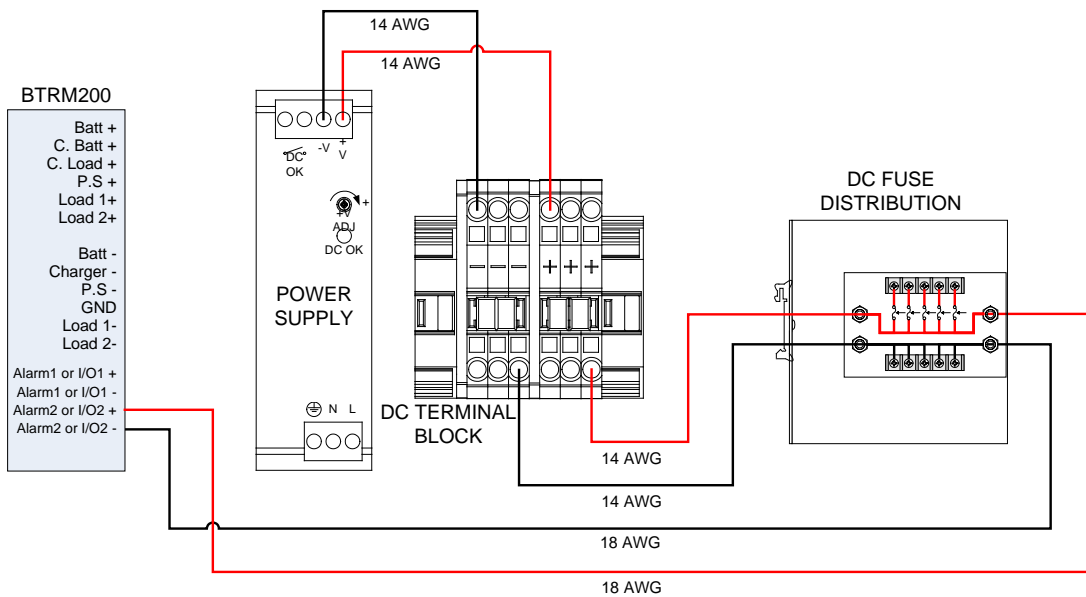 14 AWG
14 AWG
BTRM200
Batt +
C. Batt +
C. Load +
P.S +
Load 1+
Load 2+
Batt -
Charger -
P.S -
GND
Load 1-
Load 2-
Alarm1 or I/O1 +
Alarm1 or I/O1 -
Alarm2 or I/O2 +
Alarm2 or I/O2 -
DC
OK
-V
+
V
+
+V
ADJ
DC OK
POWER
SUPPLY
N L
- - -
+ + +
DC TERMINAL
BLOCK
DC FUSE
DISTRIBUTION
14 AWG
14 AWG
18 AWG
18 AWG